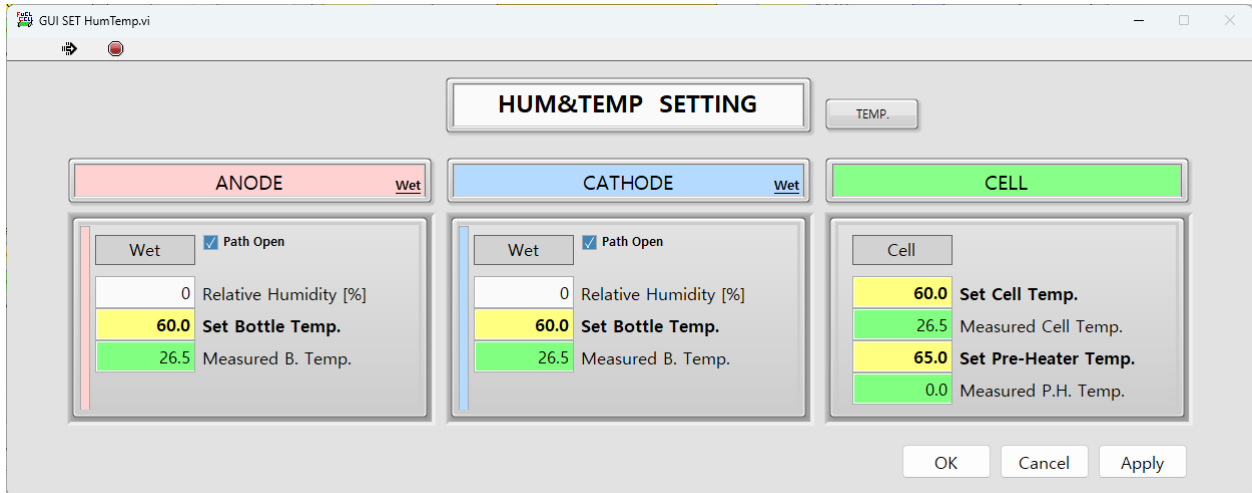 GUI SET HumTemp.vi
HUM&TEMP SETTING
TEMP.
ANODE Wet
CATHODE Wet
CELL
Wet Path Open
0 Relative Humidity [%]
60.0 Set Bottle Temp.
26.5 Measured B. Temp.
Wet Path Open
0 Relative Humidity [%]
60.0 Set Bottle Temp.
26.5 Measured B. Temp.
Cell
60.0 Set Cell Temp.
26.5 Measured Cell Temp.
65.0 Set Pre-Heater Temp.
0.0 Measured P.H. Temp.
OK Cancel Apply